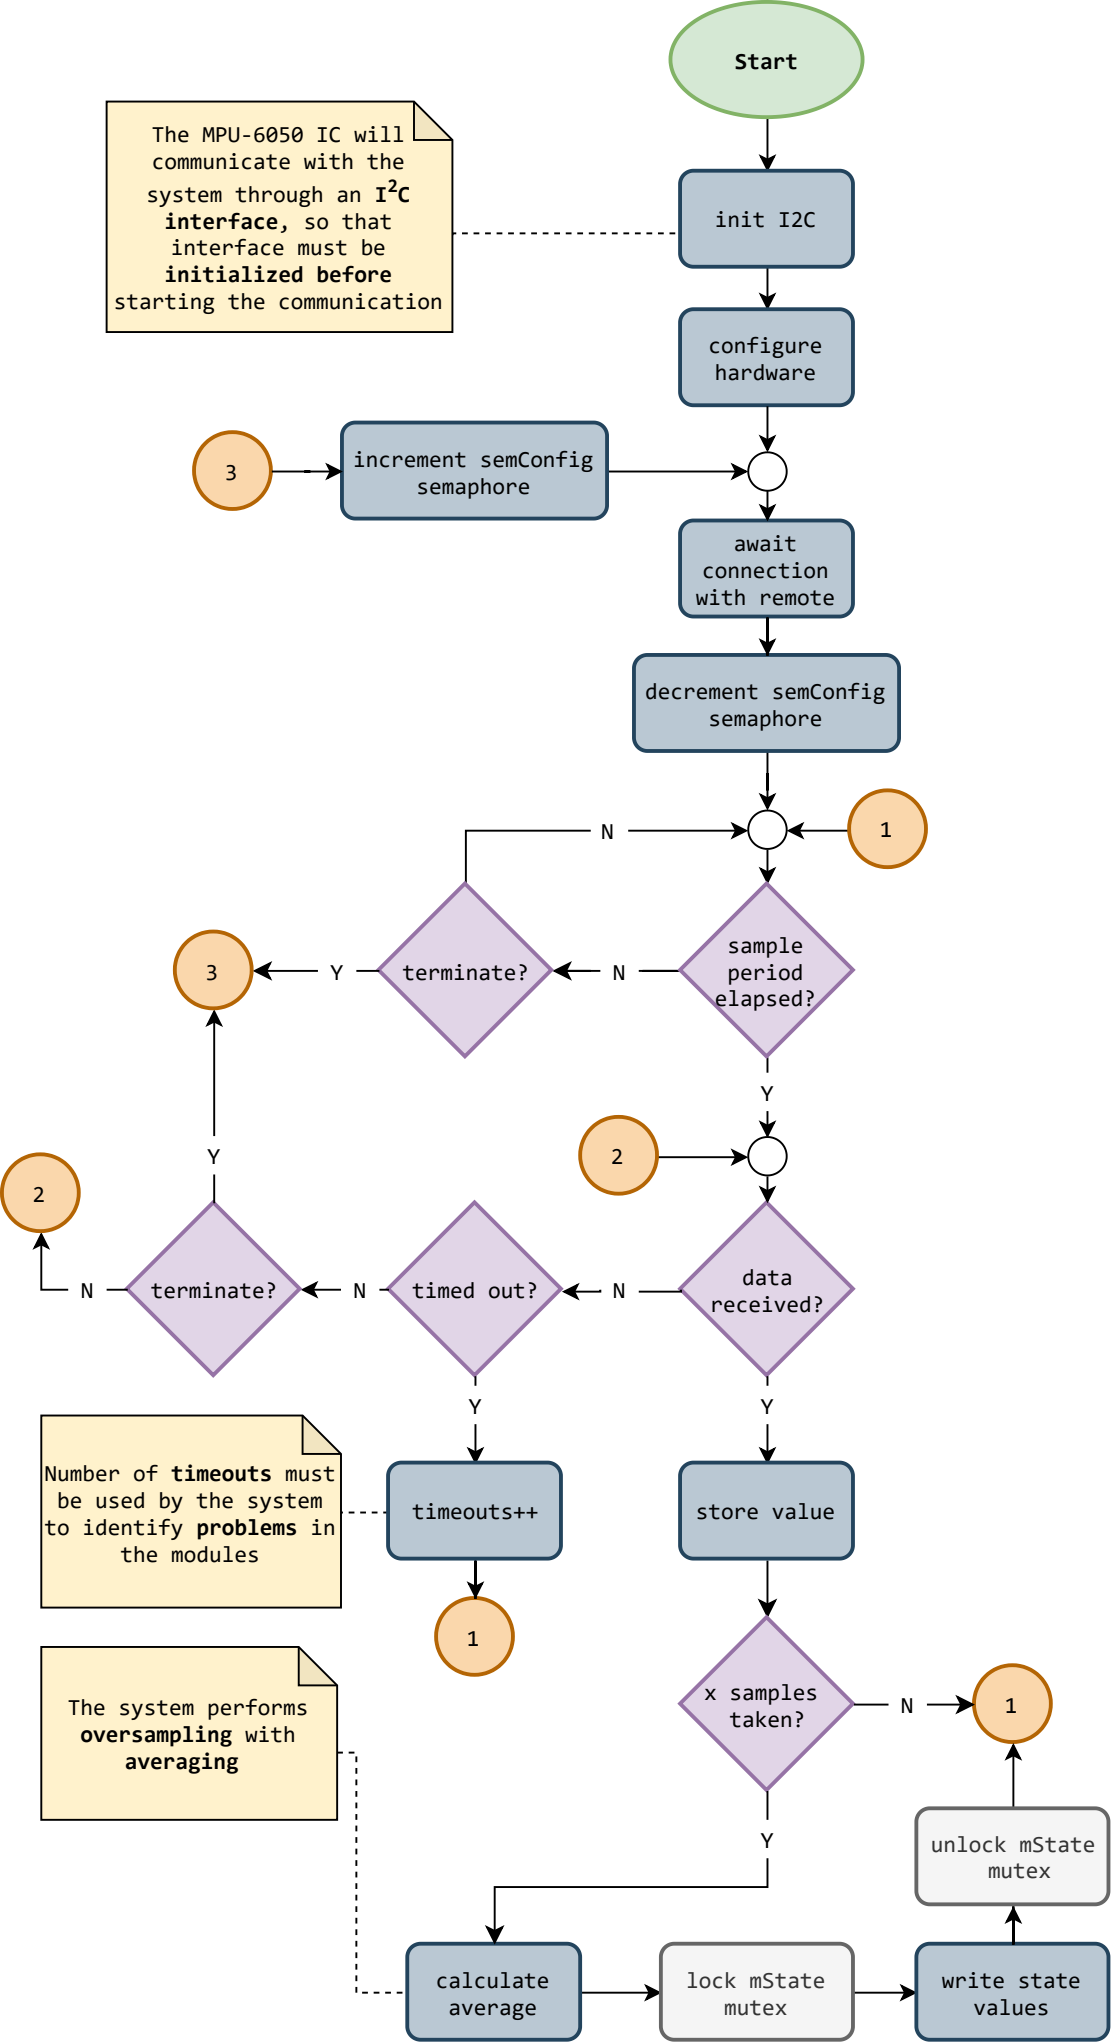 Start
The MPU-6050 IC will
communicate with the
system through an I²C
interface, so that
interface must be
initialized before
starting the communication
init I2C
configure
hardware
3
increment semConfig
semaphore
await
connection
with remote
decrement semConfig
semaphore
N
1
sample
period
elapsed?
N
terminate?
Y
3
Y
2
Y
2
data
received?
N
timed out?
N
terminate?
N
Y
Y
Number of timeouts must
be used by the system
to identify problems in
the modules
timeouts++
store value
1
The system performs
oversampling with
averaging
x samples
taken?
N
1
Y
unlock mState
mutex
calculate
average
lock mState
mutex
write state
values